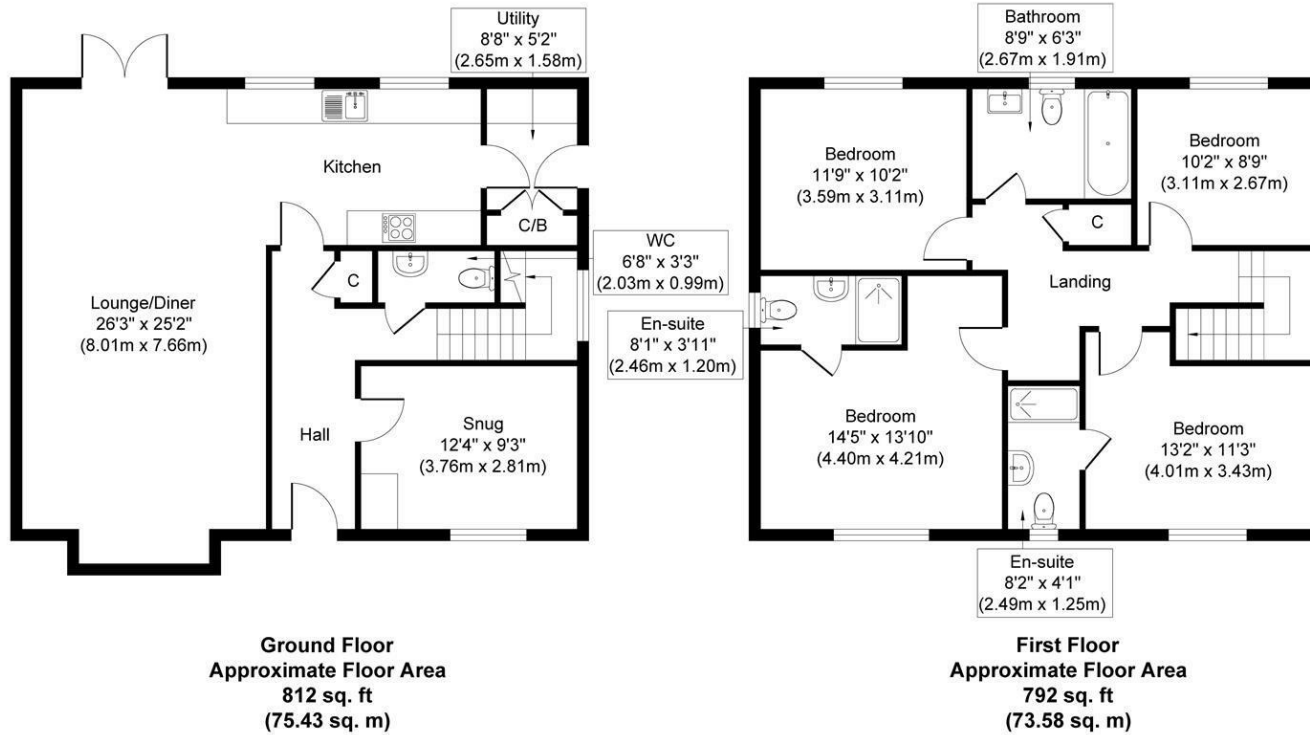 Utility
8'8" x 5'2"
(2.65m x 1.58m)
Kitchen
C/B
WC
6'8" x 3'3"
(2.03m x 0.99m)
C
Lounge/Diner
26'3" x 25'2"
(8.01m x 7.66m)
Hall
Snug
12'4" x 9'3"
(3.76m x 2.81m)
Ground Floor
Approximate Floor Area
812 sq. ft
(75.43 sq. m)
Bathroom
8'9" x 6'3"
(2.67m x 1.91m)
Bedroom
11'9" x 10'2"
(3.59m x 3.11m)
Bedroom
10'2" x 8'9"
(3.11m x 2.67m)
C
Landing
En-suite
8'1" x 3'11"
(2.46m x 1.20m)
Bedroom
14'5" x 13'10"
(4.40m x 4.21m)
Bedroom
13'2" x 11'3"
(4.01m x 3.43m)
En-suite
8'2" x 4'1"
(2.49m x 1.25m)
First Floor
Approximate Floor Area
792 sq. ft
(73.58 sq. m)